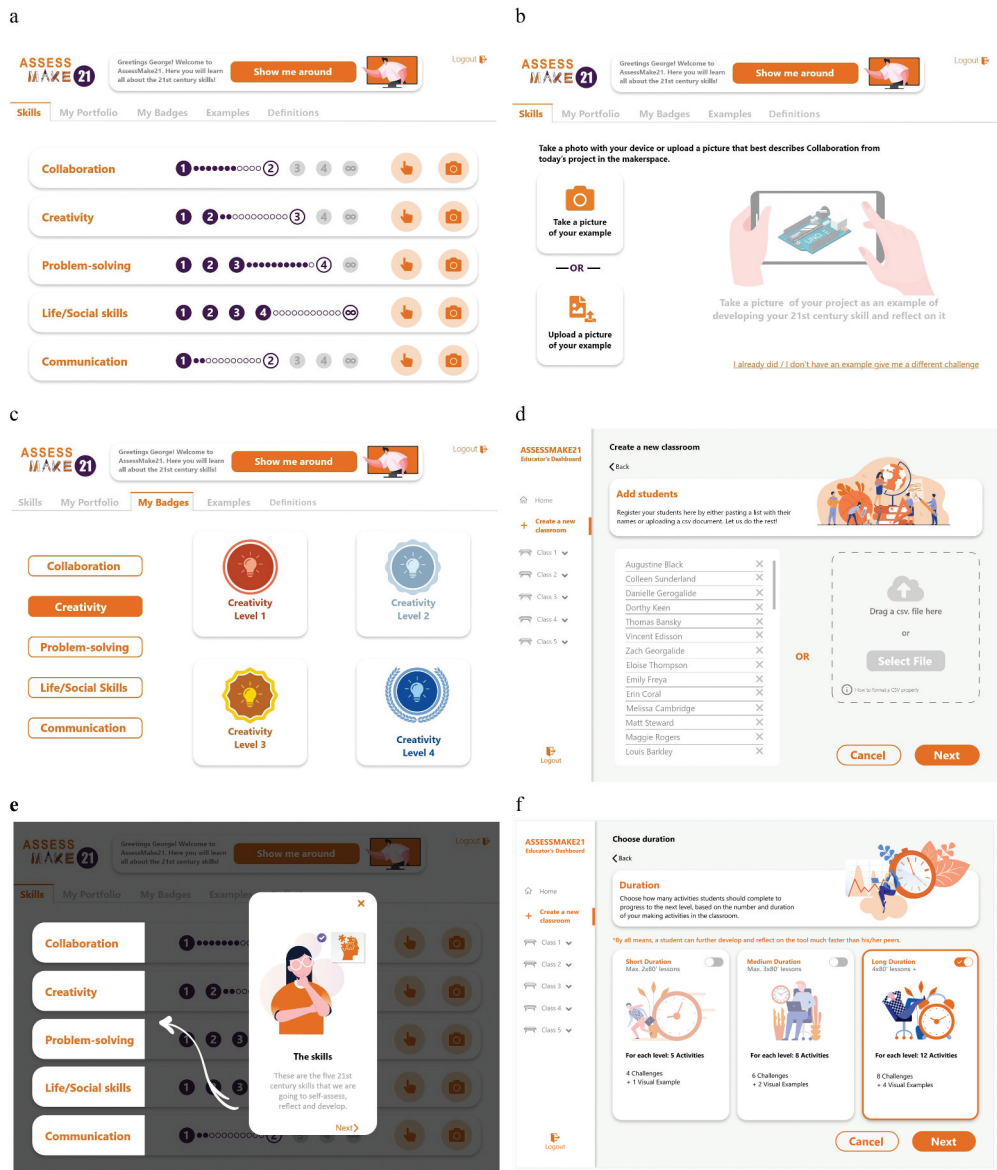 a
ASSESS
MAKE 21
Greetings George! Welcome to
AssessMake21. Here you will learn
all about the 21st century skills!
Show me around
Logout
Skills My Portfolio My Badges Examples Definitions
Collaboration 1 2 3 4 ∞
Creativity 1 2 3 4 ∞
Problem-solving 1 2 3 4 ∞
Life/Social skills 1 2 3 4 ∞
Communication 1 2 3 4 ∞
b
ASSESS
MAKE 21
Greetings George! Welcome to
AssessMake21. Here you will learn
all about the 21st century skills!
Show me around
Logout
Skills My Portfolio My Badges Examples Definitions
Take a photo with your device or upload a picture that best describes Collaboration from
today's project in the makerspace.
Take a picture
of your example
OR
Upload a picture
of your example
UNO
Take a picture of your project as an example of
developing your 21st century skill and reflect on it
I already did / I don't have an example give me a different challenge
c
ASSESS
MAKE 21
Greetings George! Welcome to
AssessMake21. Here you will learn
all about the 21st century skills!
Show me around
Logout
Skills My Portfolio My Badges Examples Definitions
Collaboration
Creativity
Problem-solving
Life/Social Skills
Communication
Creativity
Level 1
Creativity
Level 2
Creativity
Level 3
Creativity
Level 4
d
ASSESSMAKE21
Educator's Dashboard
Home
+ Create a new
classroom
Class 1
Class 2
Class 3
Class 4
Class 5
Logout
Create a new classroom
Back
Add students
Register your students here by either pasting a list with their
names or uploading a csv document. Let us do the rest!
Augustine Black
Colleen Sunderland
Danielle Gerogalide
Dorthy Keen
Thomas Bansky
Vincent Edisson
Zach Georgalide
Eloise Thompson
Emily Freya
Erin Coral
Melissa Cambridge
Matt Steward
Maggie Rogers
Louis Barkley
OR
Drag a csv. file here
or
Select File
How to format a CSV properly
Cancel
Next
e
ASSESS
MAKE 21
Greetings George! Welcome to
AssessMake21. Here you will learn
all about the 21st century skills!
Show me around
Logout
Skills My Portfolio My Badges Examples
Collaboration 1
Creativity 1 2
Problem-solving 1 2 3
Life/Social skills 1 2 3
Communication 1 2
The skills
These are the five 21st
century skills that we are
going to self-assess,
reflect and develop.
Next
f
ASSESSMAKE21
Educator's Dashboard
Home
+ Create a new
classroom
Class 1
Class 2
Class 3
Class 4
Class 5
Logout
Choose duration
Back
Duration
Choose how many activities students should complete to
progress to the next level, based on the number and duration
of your making activities in the classroom.
*By all means, a student can further develop and reflect on the tool much faster than his/her peers.
Short Duration
Max. 2x80' lessons
For each level: 5 Activities
4 Challenges
+ 1 Visual Example
Medium Duration
Max. 3x80' lessons
For each level: 8 Activities
6 Challenges
+ 2 Visual Examples
Long Duration
4x80' lessons +
For each level: 12 Activities
8 Challenges
+ 4 Visual Examples
Cancel
Next